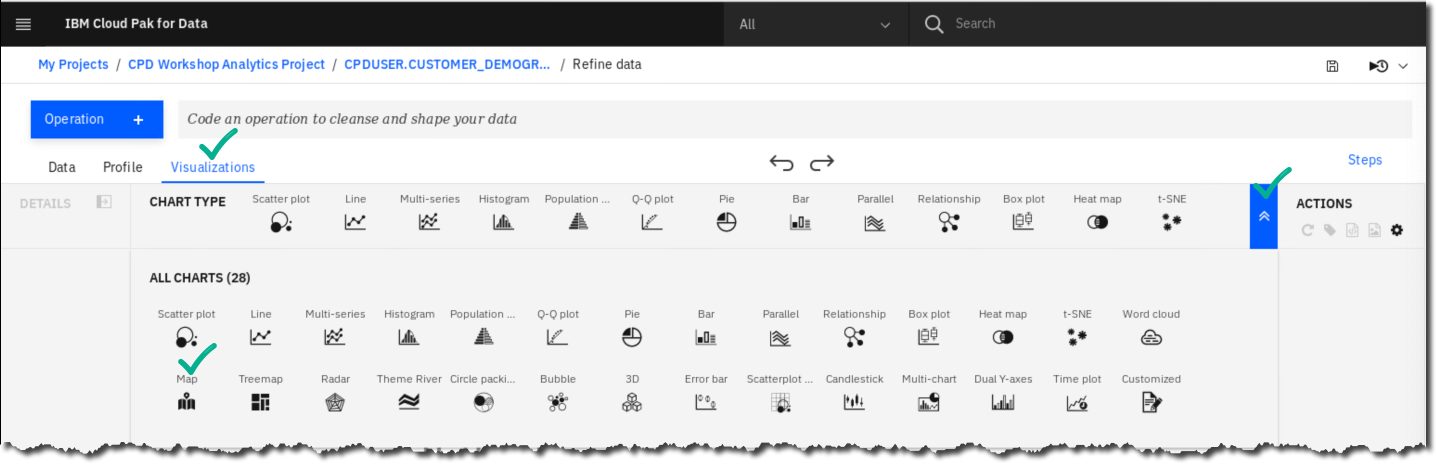 IBM Cloud Pak for Data All Search
My Projects / CPD Workshop Analytics Project / CPDUSER.CUSTOMER_DEMOGR... / Refine data
Operation + Code an operation to cleanse and shape your data
Data Profile Visualizations Steps
DETAILS CHART TYPE Scatter plot Line Multi-series Histogram Population ... Q-Q plot Pie Bar Parallel Relationship Box plot Heat map t-SNE ACTIONS
ALL CHARTS (28)
Scatter plot Line Multi-series Histogram Population ... Q-Q plot Pie Bar Parallel Relationship Box plot Heat map t-SNE Word cloud
Map Treemap Radar Theme River Circle packi... Bubble 3D Error bar Scatterplot ... Candlestick Multi-chart Dual Y-axes Time plot Customized